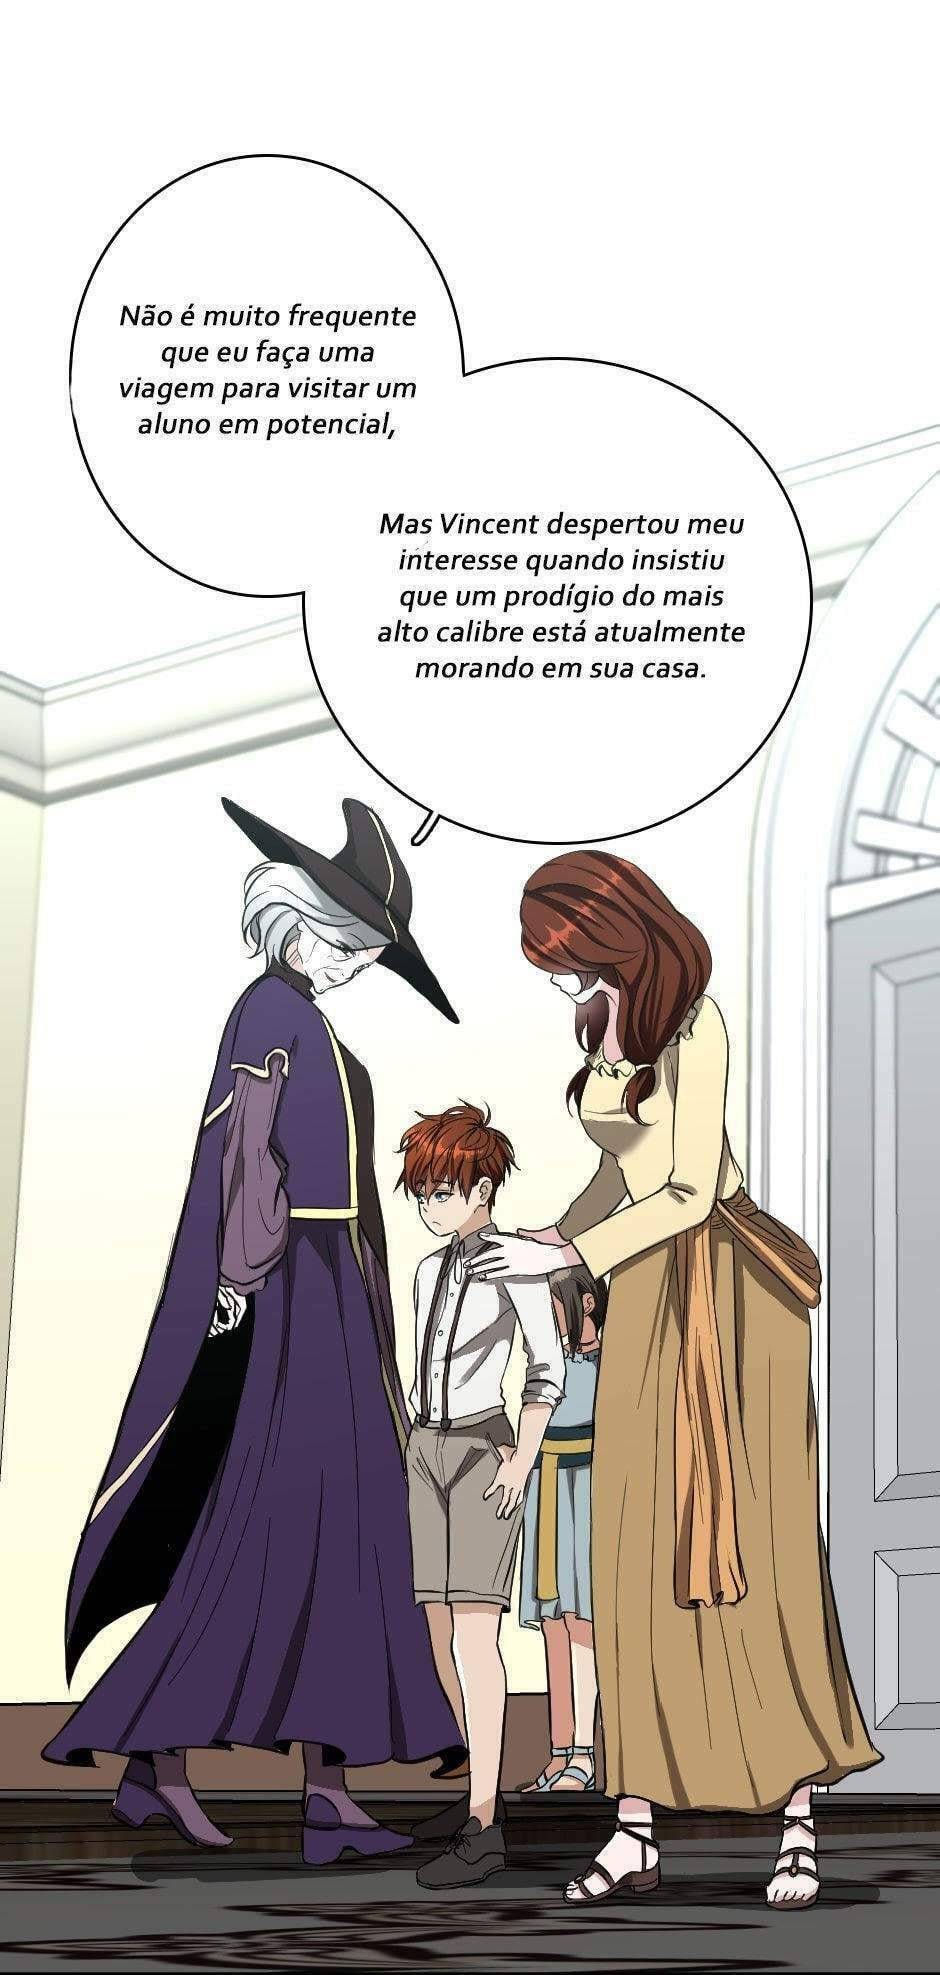 Não é muito frequente
que eu faça uma
viagem para visitar um
aluno em potencial,
Mas Vincent despertou meu
interesse quando insistiu
que um prodígio do mais
alto calibre está atualmente
morando em sua casa.